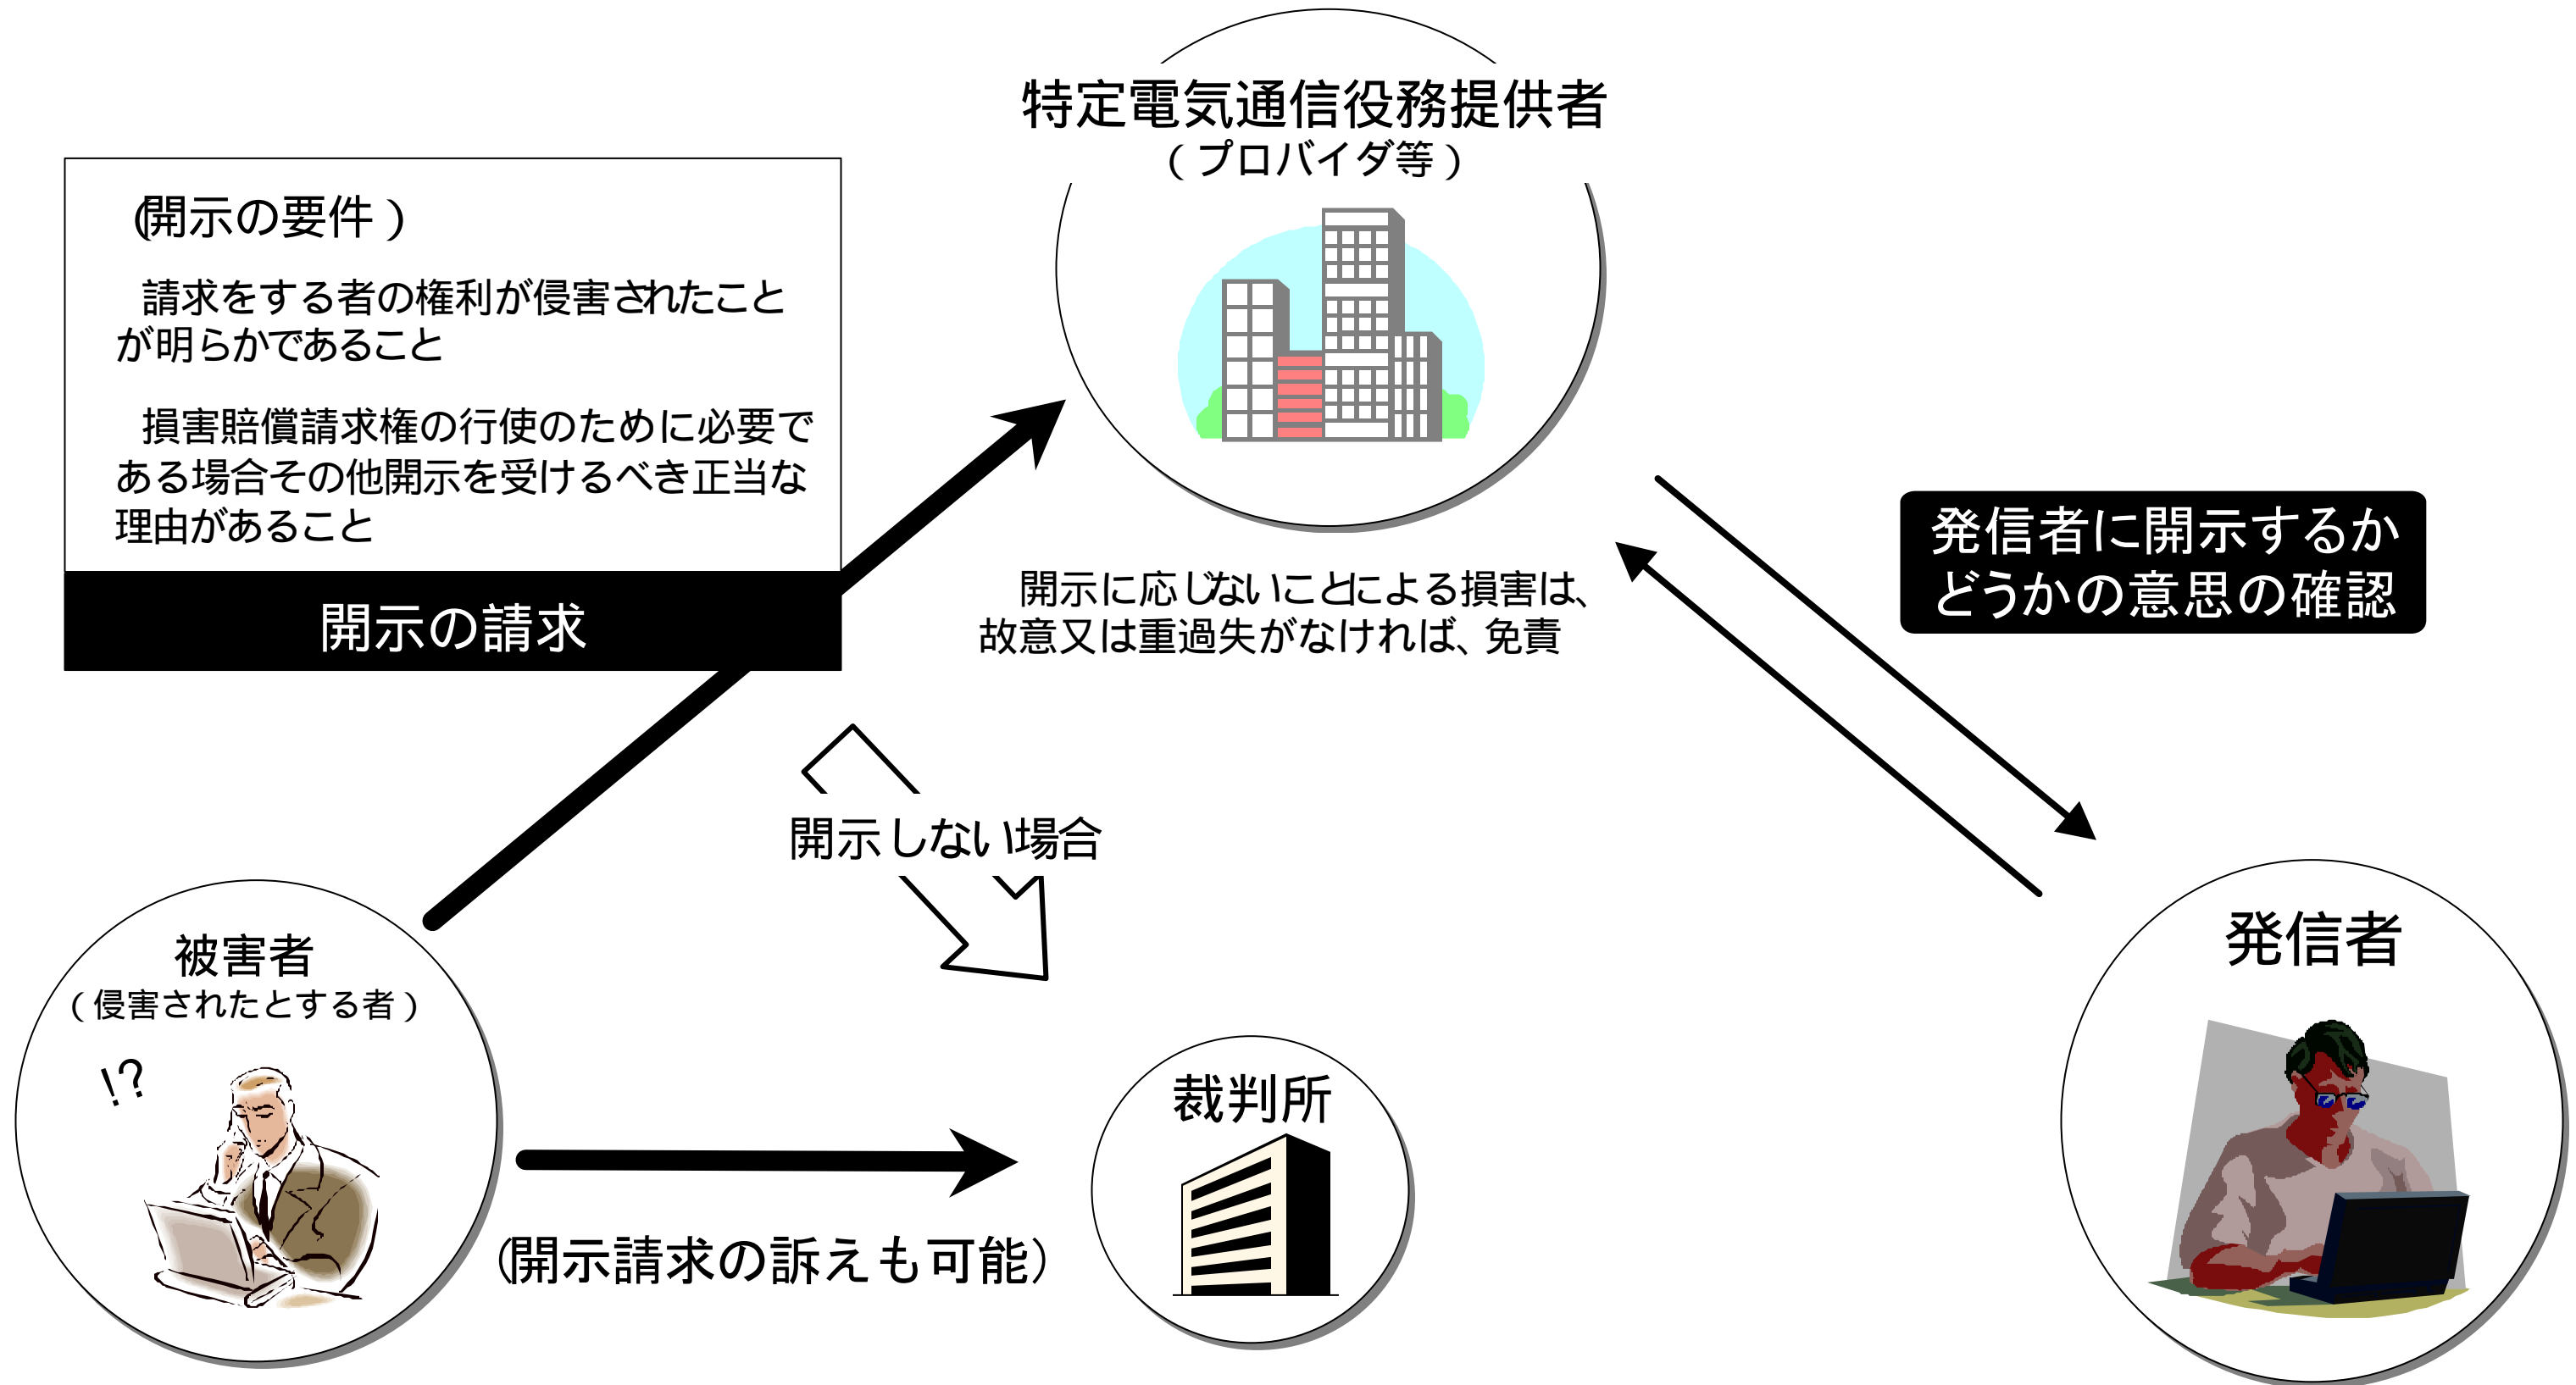 特定電気通信役務提供者
(プロバイダ等)
(開示の要件)
請求をする者の権利が侵害されたこと
が明らかであること
損害賠償請求権の行使のために必要で
ある場合その他開示を受けるべき正当な
理由があること
開示の請求
開示に応じないことによる損害は、
故意又は重過失がなければ、免責
発信者に開示するか
どうかの意思の確認
開示しない場合
被害者
(侵害されたとする者)
!?
(開示請求の訴えも可能)
裁判所
発信者